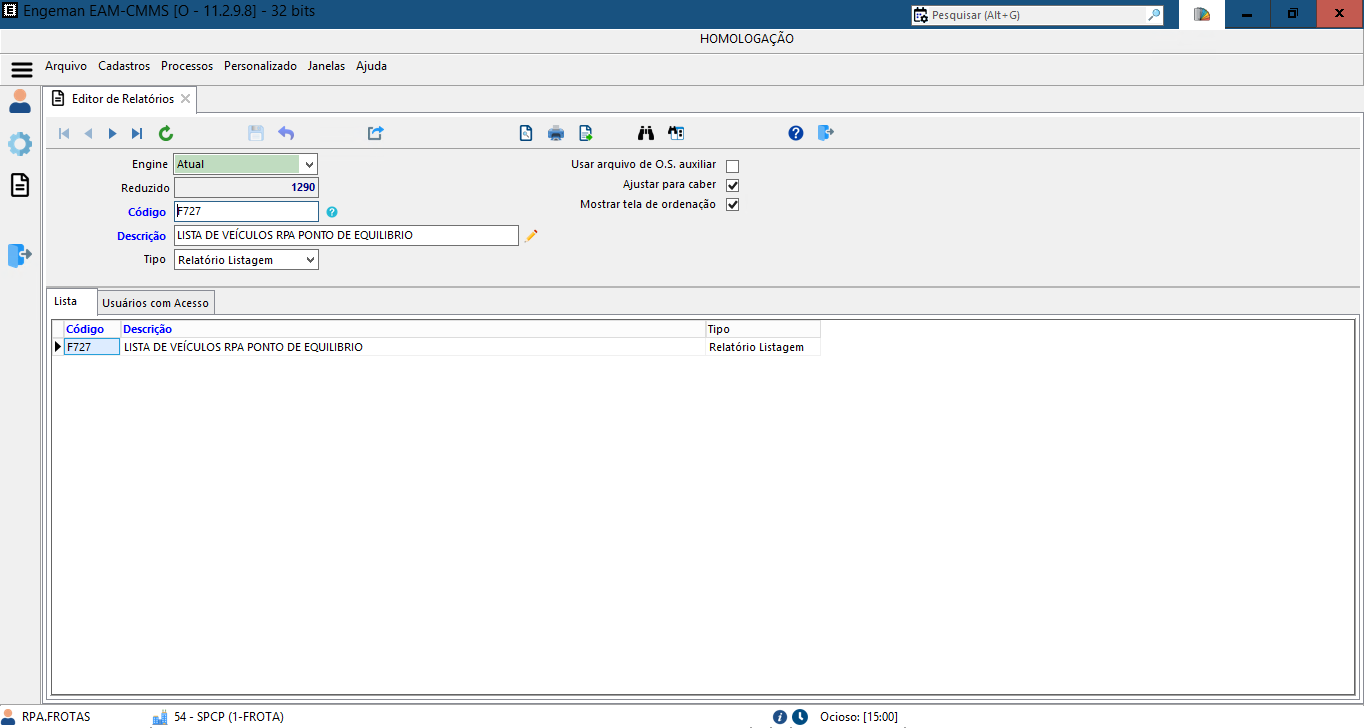 Engeman EAM-CMMS [O - 11.2.9.8] - 32 bits
Pesquisar (Alt+G)
HOMOLOGAÇÃO
Arquivo Cadastros Processos Personalizado Janelas Ajuda
Editor de Relatórios
Engine Atual
Usar arquivo de O.S. auxiliar
Reduzido 1290
Ajustar para caber
Código F727
Mostrar tela de ordenação
Descrição LISTA DE VEÍCULOS RPA PONTO DE EQUILIBRIO
Tipo Relatório Listagem
Lista Usuários com Acesso
Código Descrição Tipo
F727 LISTA DE VEÍCULOS RPA PONTO DE EQUILIBRIO Relatório Listagem
RPA.FROTAS 54 - SPCP (1-FROTA) Ocioso: [15:00]